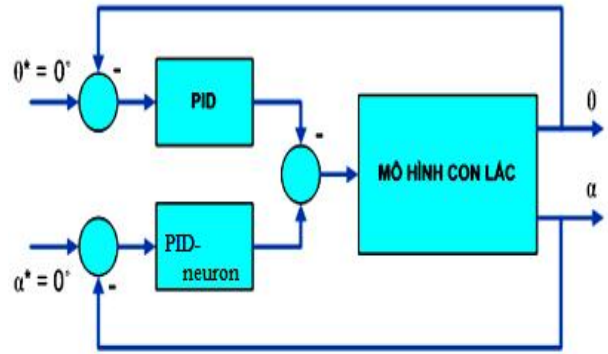 θ* = 0°
-
PID
-
MÔ HÌNH CON LẮC
θ
α
PID-
neuron
α* = 0°
-